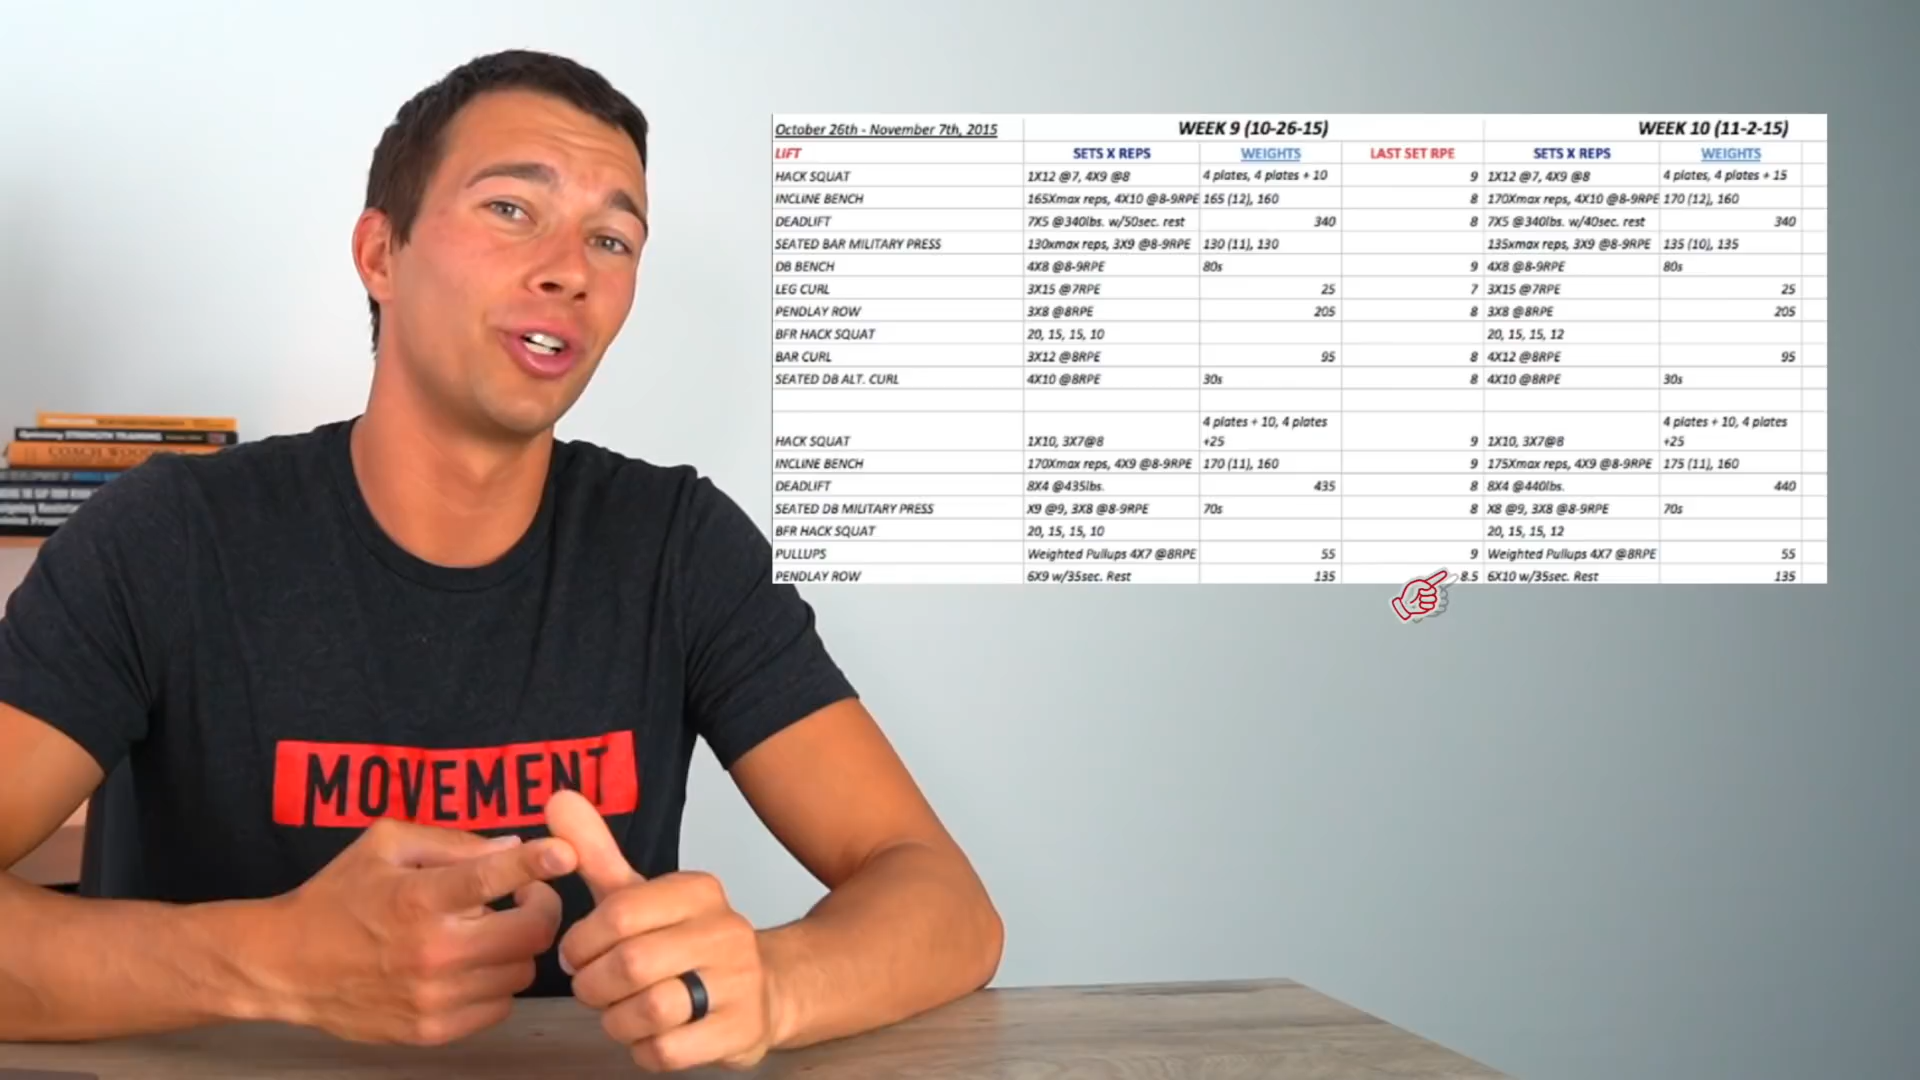 October 26th - November 7th, 2015 WEEK 9 (10-26-15) WEEK 10 (11-2-15)
LIFT SETS X REPS WEIGHTS LAST SET RPE SETS X REPS WEIGHTS
HACK SQUAT 1X12 @7, 4X9 @8 4 plates, 4 plates + 10 9 1X12 @7, 4X9 @8 4 plates, 4 plates + 15
INCLINE BENCH 165Xmax reps, 4X10 @8-9RPE 165 (12), 160 8 170Xmax reps, 4X10 @8-9RPE 170 (12), 160
DEADLIFT 7X5 @340lbs. w/50sec. rest 340 8 7X5 @340lbs. w/40sec. rest 340
SEATED BAR MILITARY PRESS 130xmax reps, 3X9 @8-9RPE 130 (11), 130 135xmax reps, 3X9 @8-9RPE 135 (10), 135
DB BENCH 4X8 @8-9RPE 80s 9 4X8 @8-9RPE 80s
LEG CURL 3X15 @7RPE 25 7 3X15 @7RPE 25
PENDLAY ROW 3X8 @8RPE 205 8 3X8 @8RPE 205
BFR HACK SQUAT 20, 15, 15, 10 20, 15, 15, 12
BAR CURL 3X12 @8RPE 95 8 4X12 @8RPE 95
SEATED DB ALT. CURL 4X10 @8RPE 30s 8 4X10 @8RPE 30s
4 plates + 10, 4 plates 4 plates + 10, 4 plates
HACK SQUAT 1X10, 3X7@8 +25 9 1X10, 3X7@8 +25
INCLINE BENCH 170Xmax reps, 4X9 @8-9RPE 170 (11), 160 9 175Xmax reps, 4X9 @8-9RPE 175 (11), 160
DEADLIFT 8X4 @435lbs. 435 8 8X4 @440lbs. 440
SEATED DB MILITARY PRESS X9 @9, 3X8 @8-9RPE 70s 8 X8 @9, 3X8 @8-9RPE 70s
BFR HACK SQUAT 20, 15, 15, 10 20, 15, 15, 12
PULLUPS Weighted Pullups 4X7 @8RPE 55 9 Weighted Pullups 4X7 @8RPE 55
PENDLAY ROW 6X9 w/35sec. Rest 135 8.5 6X10 w/35sec. Rest 135
STRENGTH TRAINING
COACH
MOVEMENT